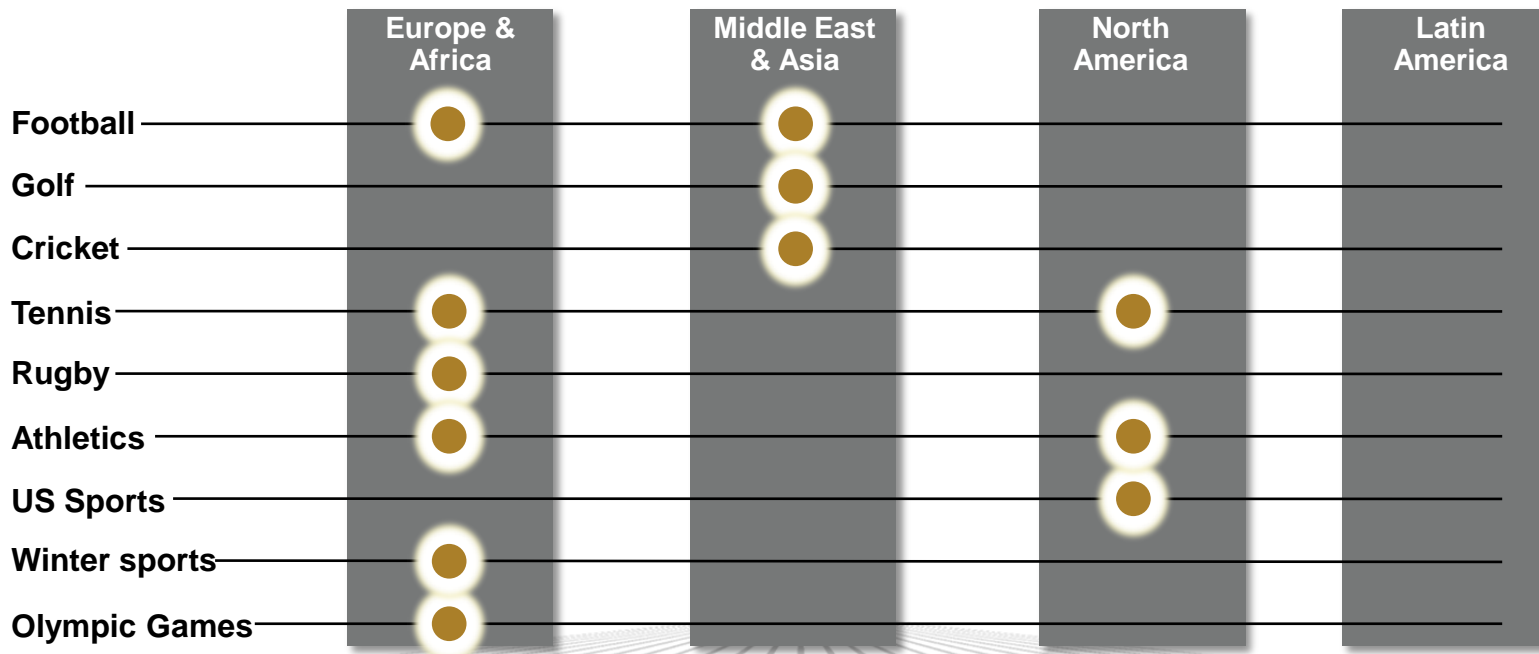 Europe &
Africa
Middle East
& Asia
North
America
Latin
America
Football
Golf
Cricket
Tennis
Rugby
Athletics
US Sports
Winter sports
Olympic Games